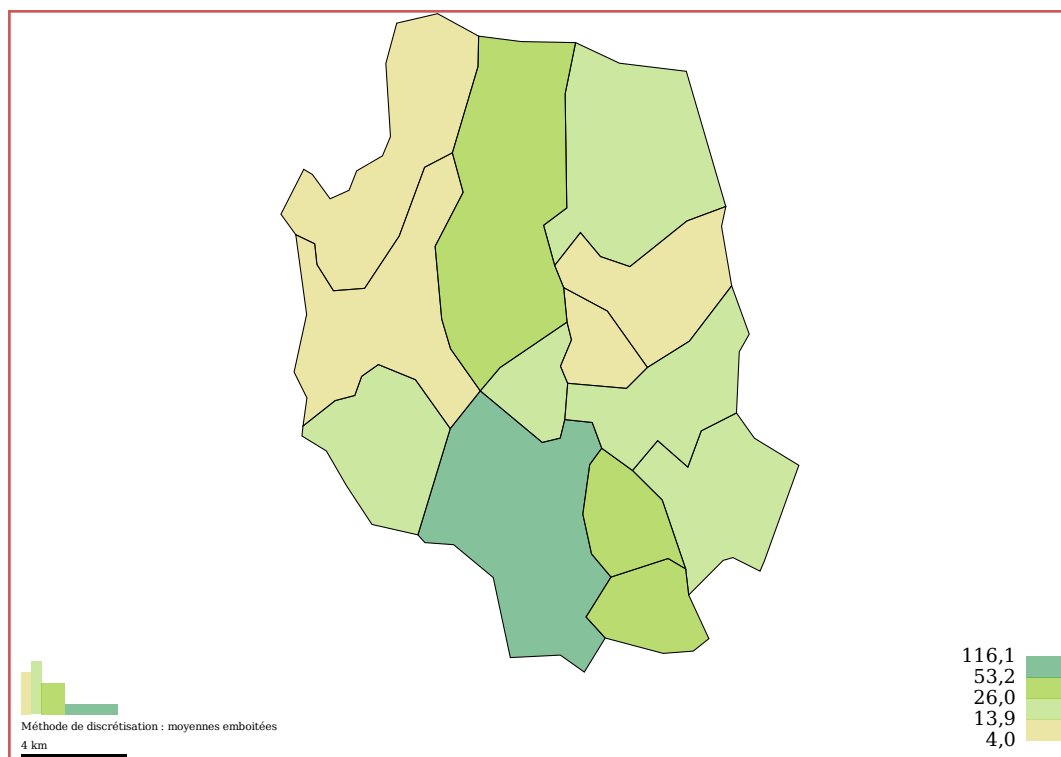 116,1
53,2
26,0
13,9
4,0
Méthode de discrétisation : moyennes emboitées
4 km